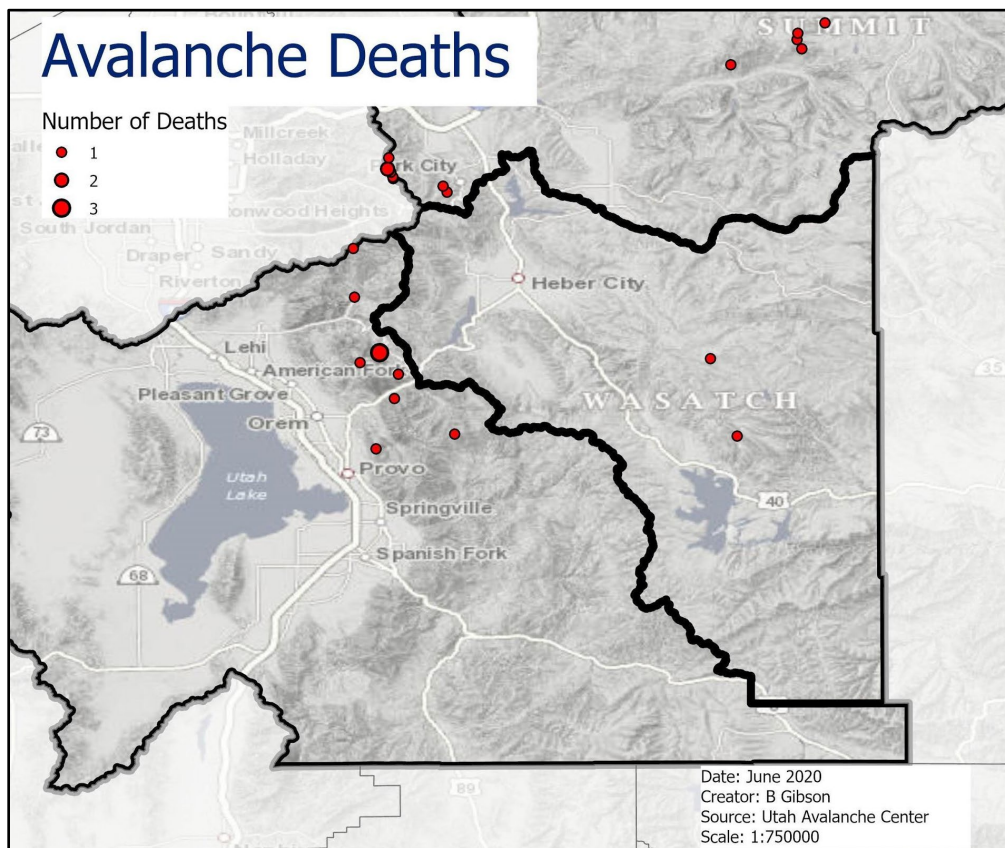 Avalanche Deaths
Number of Deaths
1
2
3
SUMMIT
Millcreek
Holladay
Park City
Cottonwood Heights
South Jordan
Draper
Sandy
Riverton
Heber City
Lehi
American Fork
Pleasant Grove
WASATCH
35
Orem
73
Provo
Utah
Lake
40
Springville
Spanish Fork
68
89
Date: June 2020
Creator: B Gibson
Source: Utah Avalanche Center
Scale: 1:750000